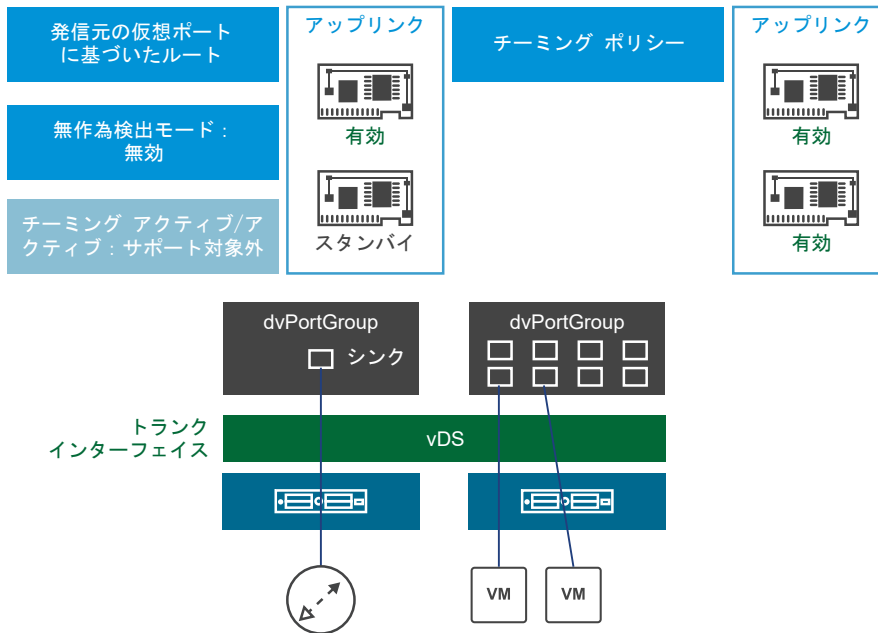 発信元の仮想ポート
に基づいたルート
無作為検出モード：
無効
チーミング アクティブ/ア
クティブ：サポート対象外
アップリンク
有効
スタンバイ
チーミング ポリシー
アップリンク
有効
有効
dvPortGroup
シンク
dvPortGroup
トランク
インターフェイス
vDS
VM
VM